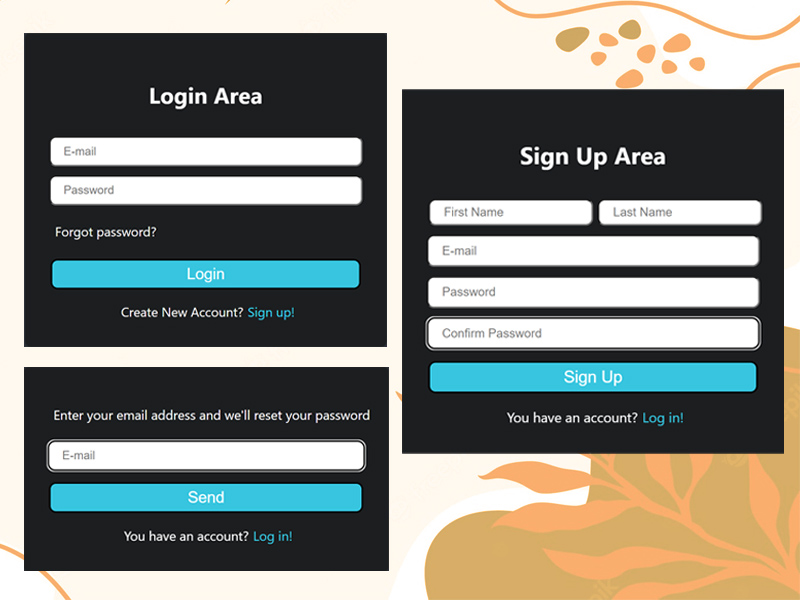 Login Area
E-mail
Password
Forgot password?
Login
Create New Account? Sign up!
Enter your email address and we'll reset your password
E-mail
Send
You have an account? Log in!
Sign Up Area
First Name Last Name
E-mail
Password
Confirm Password
Sign Up
You have an account? Log in!